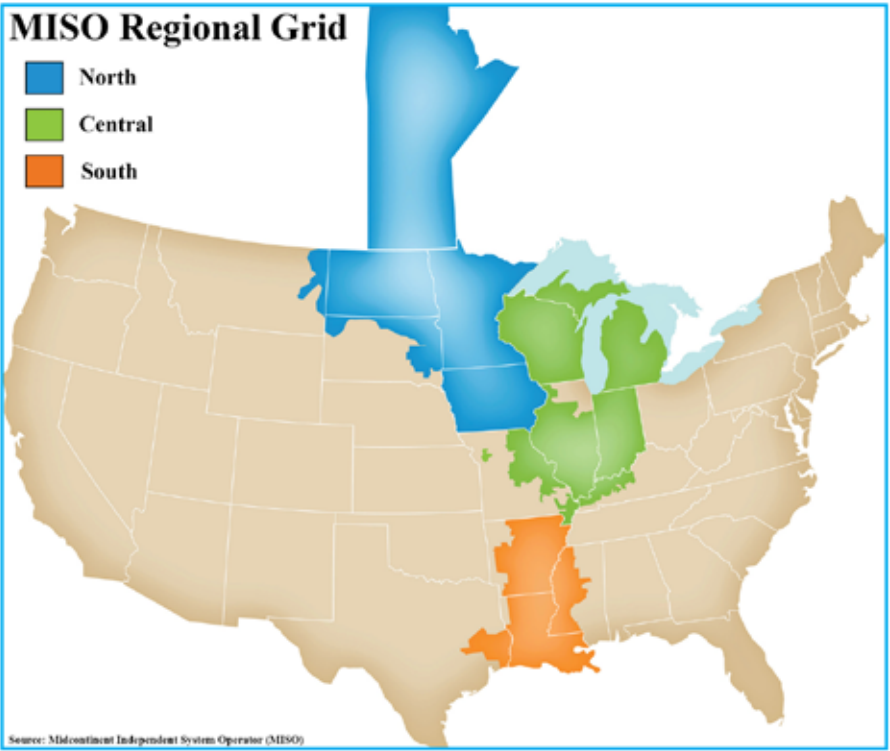 MISO Regional Grid
North
Central
South
Source: Midcontinent Independent System Operator (MISO)